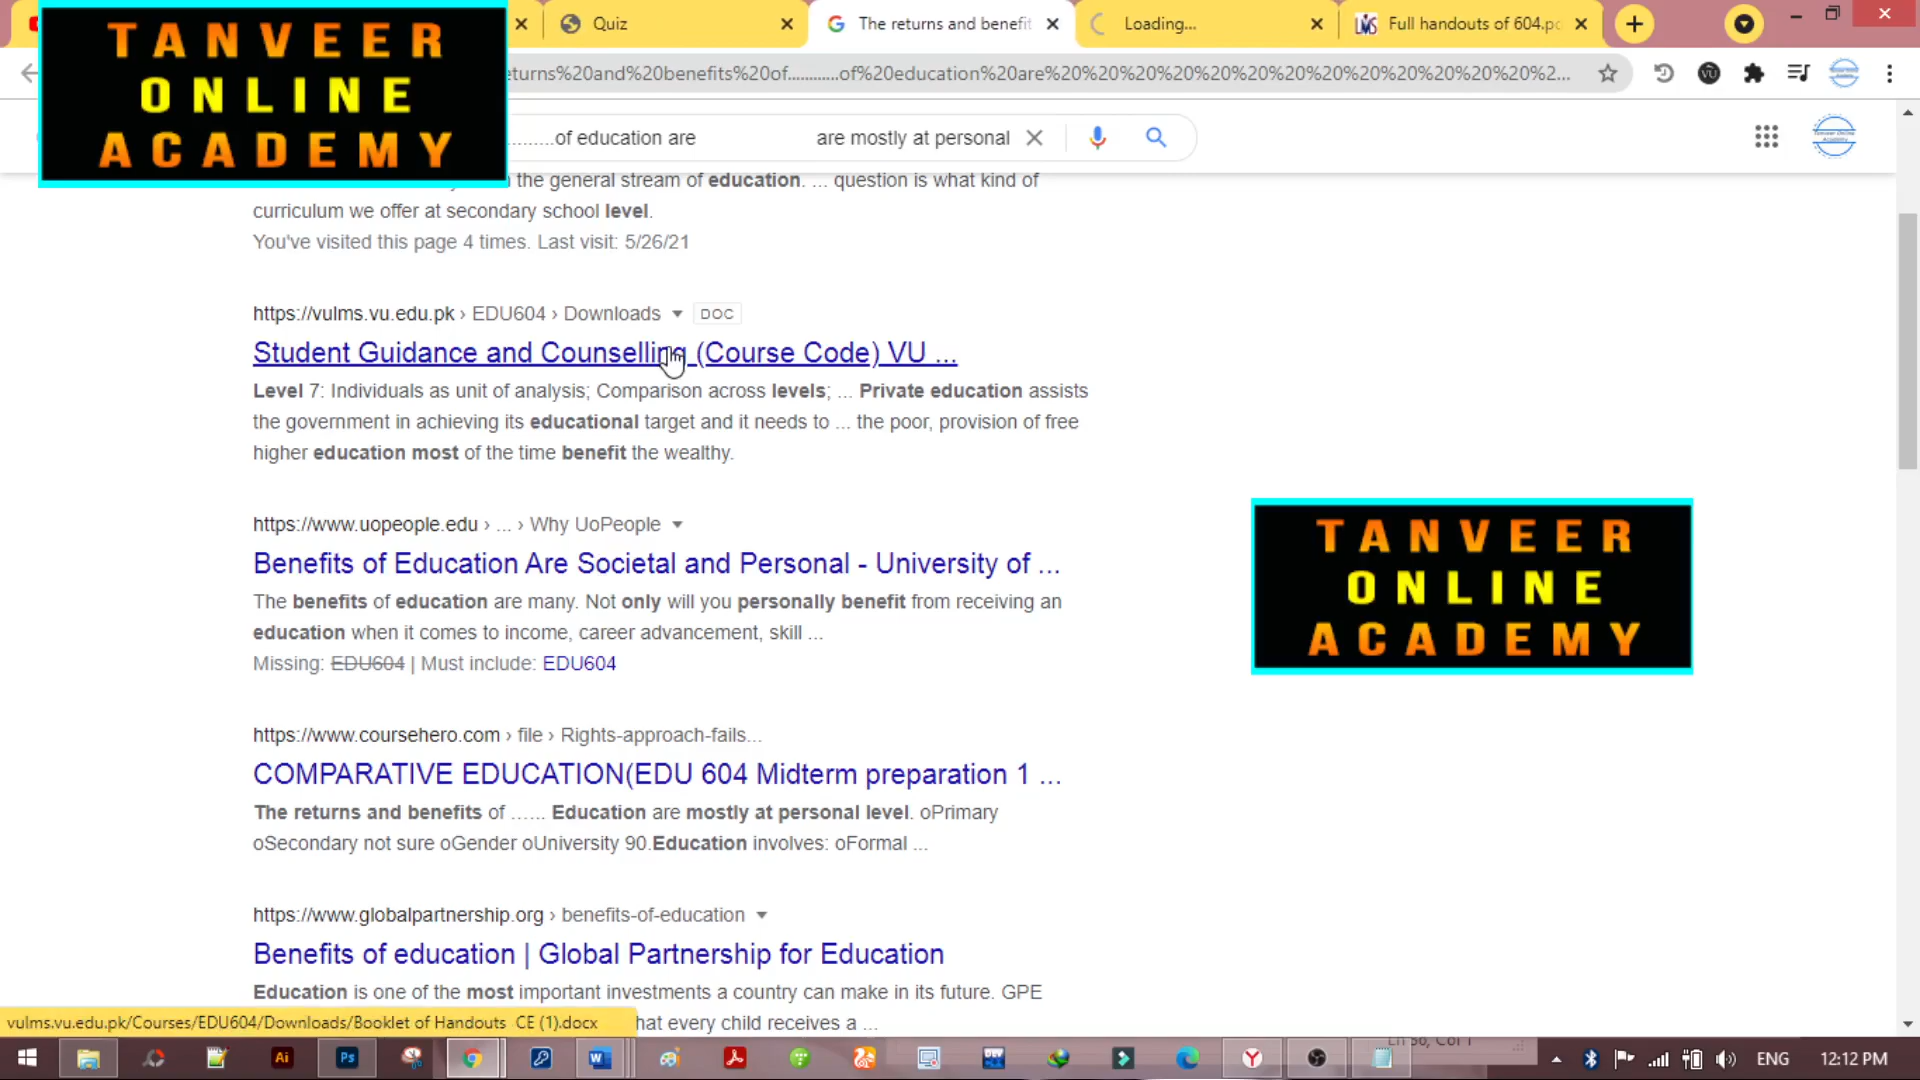 TANVEER
ONLINE
ACADEMY
Quiz
The returns and benefit
Loading...
Full handouts of 604.pc
eturns%20and%20benefits%20of............of%20education%20are%20%20%20%20%20%20%20%20%20%20%20%20%2...
.........of education are are mostly at personal
the general stream of education. ... question is what kind of
curriculum we offer at secondary school level.
You've visited this page 4 times. Last visit: 5/26/21
https://vulms.vu.edu.pk › EDU604 › Downloads DOC
Student Guidance and Counselling (Course Code) VU ...
Level 7: Individuals as unit of analysis; Comparison across levels; ... Private education assists
the government in achieving its educational target and it needs to ... the poor, provision of free
higher education most of the time benefit the wealthy.
https://www.uopeople.edu › ... › Why UoPeople
Benefits of Education Are Societal and Personal - University of ...
The benefits of education are many. Not only will you personally benefit from receiving an
education when it comes to income, career advancement, skill ...
Missing: EDU604 | Must include: EDU604
TANVEER
ONLINE
ACADEMY
https://www.coursehero.com › file › Rights-approach-fails...
COMPARATIVE EDUCATION(EDU 604 Midterm preparation 1 ...
The returns and benefits of …... Education are mostly at personal level. oPrimary
oSecondary not sure oGender oUniversity 90.Education involves: oFormal ...
https://www.globalpartnership.org › benefits-of-education
Benefits of education | Global Partnership for Education
Education is one of the most important investments a country can make in its future. GPE
hat every child receives a ...
vulms.vu.edu.pk/Courses/EDU604/Downloads/Booklet of Handouts CE (1).docx
Ai
Ps
ENG
12:12 PM